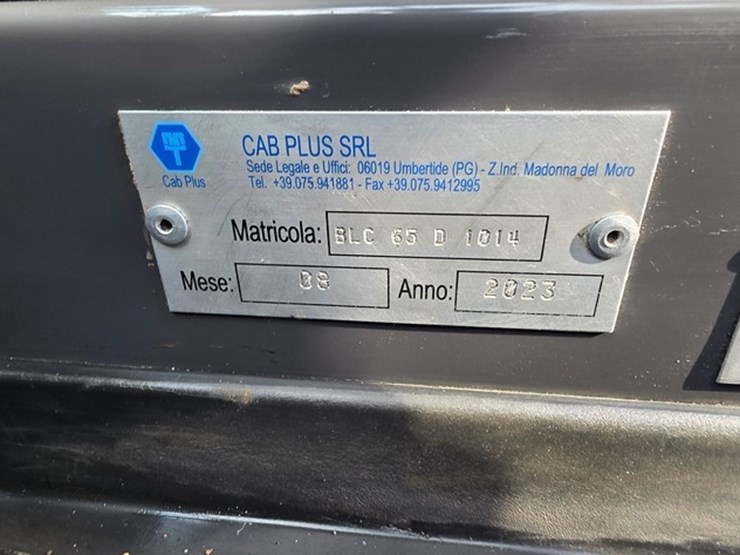 CAB PLUS SRL
Sede Legale e Uffici: 06019 Umbertide (PG) - Z.Ind. Madonna del Moro
Tel. +39.075.941881 - Fax +39.075.9412995
Cab Plus
Matricola: BLC 65 D 1014
Mese: 08 Anno: 2023